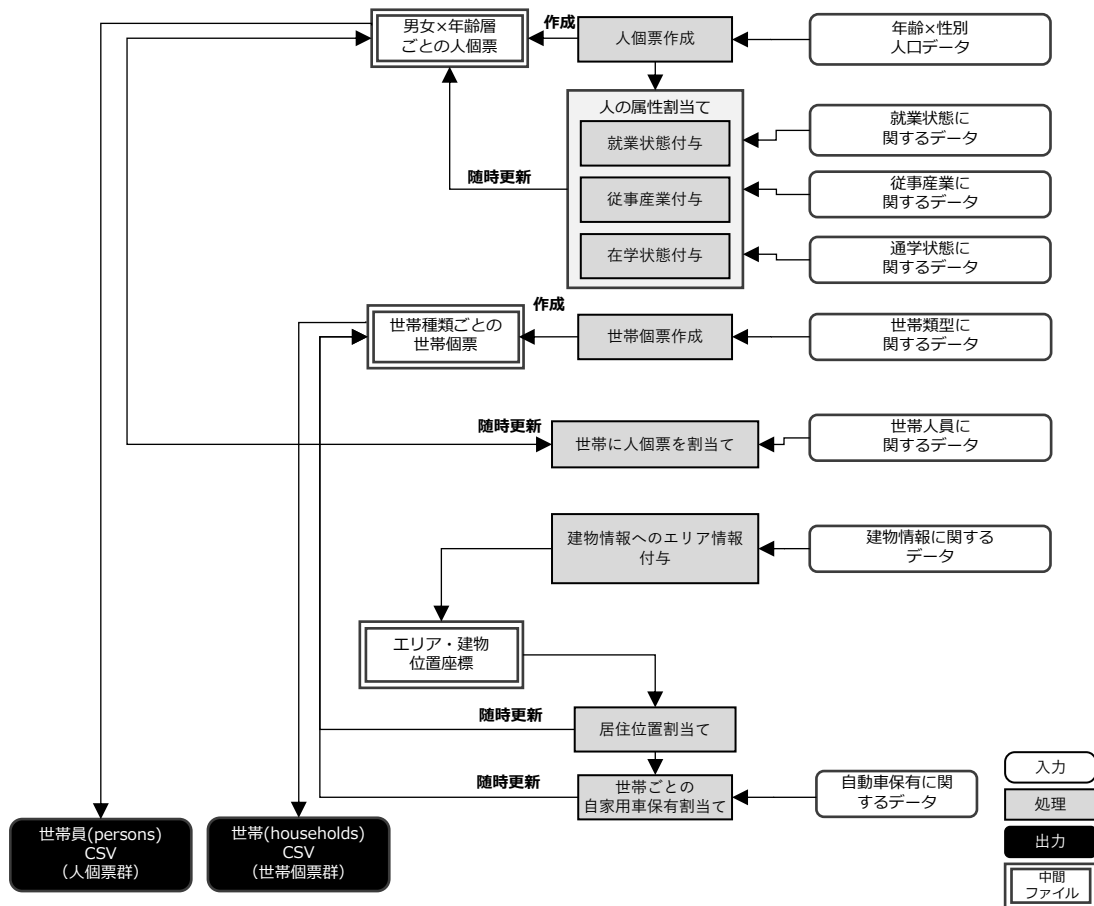 男女×年齢層
ごとの人個票
作成
人個票作成
年齢×性別
人口データ
人の属性割当て
就業状態付与
就業状態に
関するデータ
随時更新
従事産業付与
従事産業に
関するデータ
在学状態付与
通学状態に
関するデータ
世帯種類ごとの
世帯個票
作成
世帯個票作成
世帯類型に
関するデータ
随時更新
世帯に人個票を割当て
世帯人員に
関するデータ
建物情報へのエリア情報
付与
建物情報に関する
データ
エリア・建物
位置座標
随時更新
居住位置割当て
随時更新
世帯ごとの
自家用車保有割当て
自動車保有に関
するデータ
世帯員(persons)
CSV
(人個票群)
世帯(households)
CSV
(世帯個票群)
入力
処理
出力
中間
ファイル